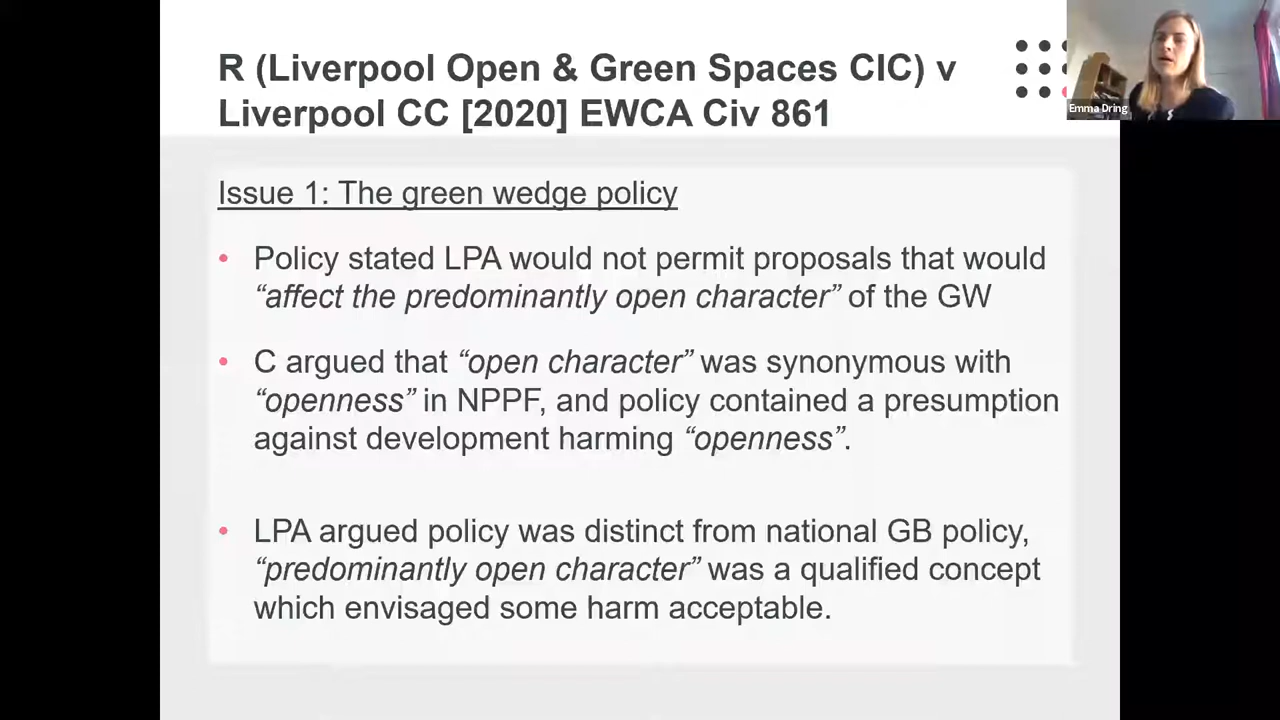 R (Liverpool Open & Green Spaces CIC) v
Liverpool CC [2020] EWCA Civ 861
Emma Dring
Issue 1: The green wedge policy
• Policy stated LPA would not permit proposals that would
“affect the predominantly open character” of the GW
• C argued that “open character” was synonymous with
“openness” in NPPF, and policy contained a presumption
against development harming “openness”.
• LPA argued policy was distinct from national GB policy,
“predominantly open character” was a qualified concept
which envisaged some harm acceptable.